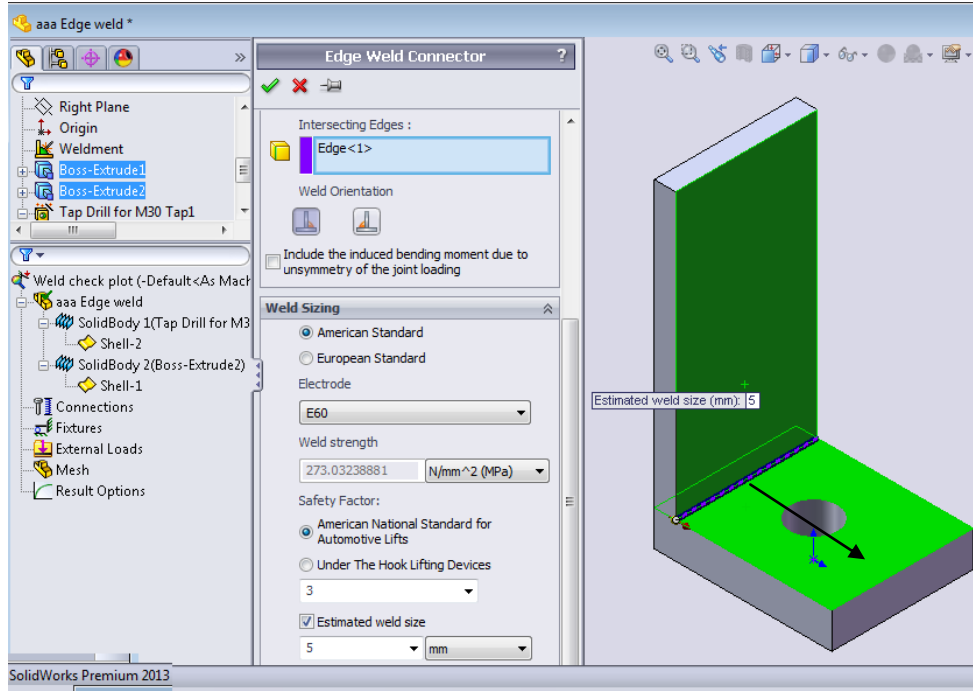 aaa Edge weld *
Right Plane
Origin
Weldment
Boss-Extrude1
Boss-Extrude2
Tap Drill for M30 Tap1
Weld check plot (-Default<As Mach
aaa Edge weld
SolidBody 1(Tap Drill for M3
Shell-2
SolidBody 2(Boss-Extrude2)
Shell-1
Connections
Fixtures
External Loads
Mesh
Result Options
Edge Weld Connector ?
Intersecting Edges :
Edge<1>
Weld Orientation
Include the induced bending moment due to
unsymmetry of the joint loading
Weld Sizing
American Standard
European Standard
Electrode
E60
Weld strength
273.03238881 N/mm^2 (MPa)
Safety Factor:
American National Standard for
Automotive Lifts
Under The Hook Lifting Devices
3
Estimated weld size
5 mm
Estimated weld size (mm): 5
SolidWorks Premium 2013